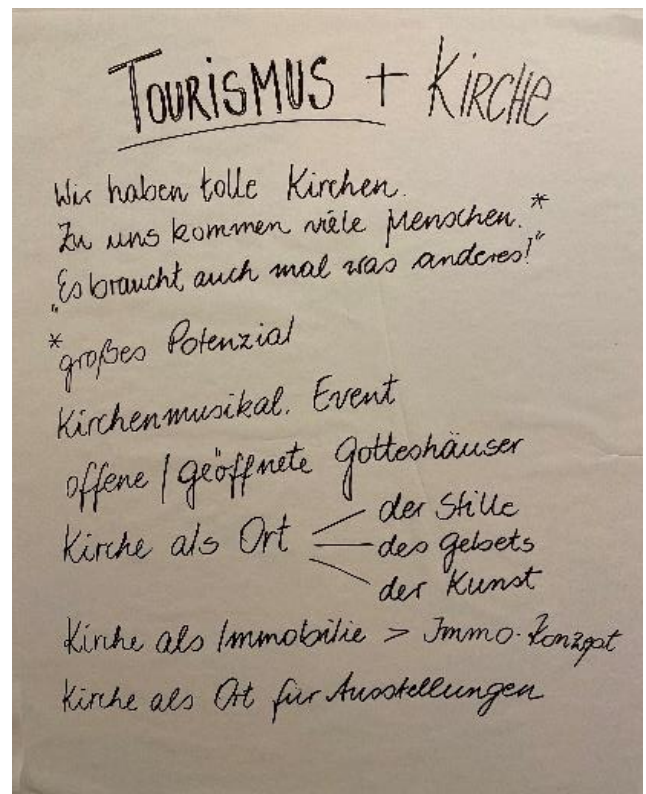 TOURISMUS + KIRCHE
Wir haben tolle Kirchen.
Zu uns kommen viele Menschen.*
"Es braucht auch mal was anderes!"
*großes Potenzial
Kirchenmusikal. Event
offene / geöffnete Gotteshäuser
der Stille
Kirche als Ort des Gebets
der Kunst
Kirche als Immobilie > Immo-Konzept
Kirche als Ort für Ausstellungen